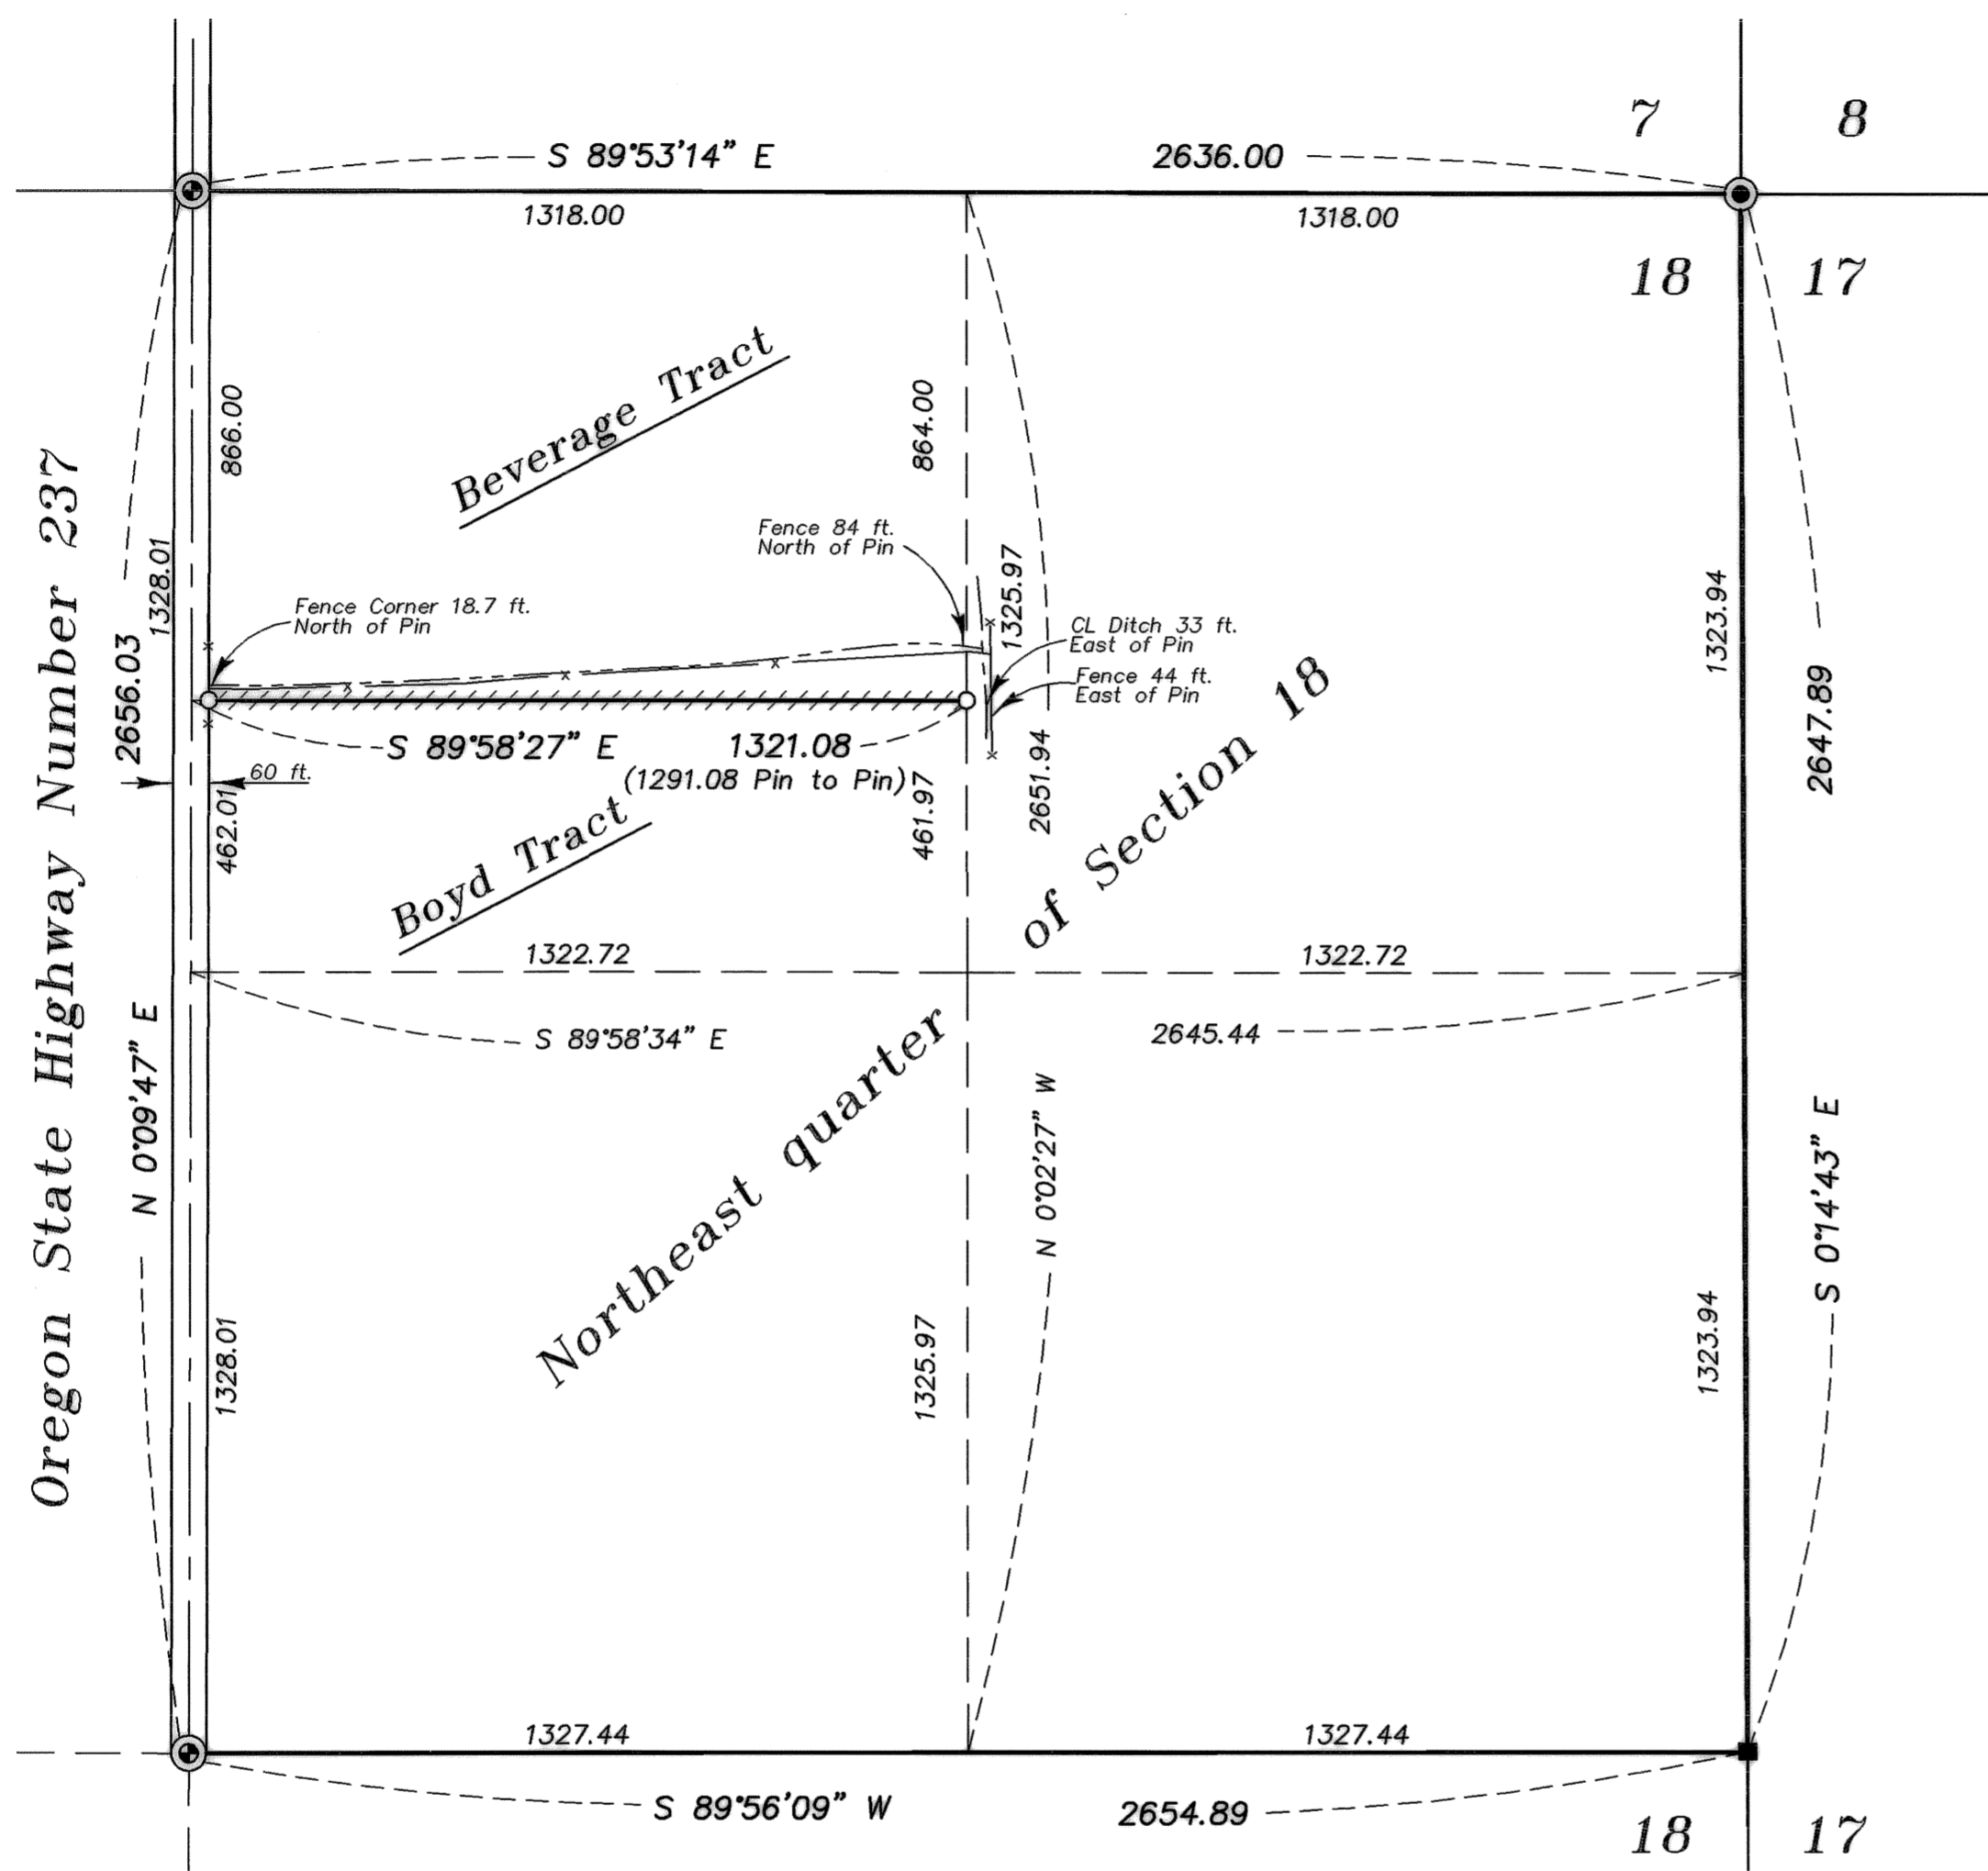 7
8
S 89°53'14" E
2636.00
1318.00
1318.00
18
17
Beverage Tract
866.00
864.00
1328.01
2656.03
Fence 84 ft.
North of Pin
1325.97
Fence Corner 18.7 ft.
North of Pin
CL Ditch 33 ft.
East of Pin
Fence 44 ft.
East of Pin
1323.94
2647.89
S 89°58'27" E
1321.08
(1291.08 Pin to Pin)
60 ft.
462.01
461.97
2651.94
Boyd Tract
Oregon State Highway Number 237
1322.72
1322.72
S 89°58'34" E
2645.44
N 0°09'47" E
N 0°02'27" W
S 0°14'43" E
Northeast quarter
of Section 18
1328.01
1325.97
1323.94
1327.44
1327.44
S 89°56'09" W
2654.89
18
17